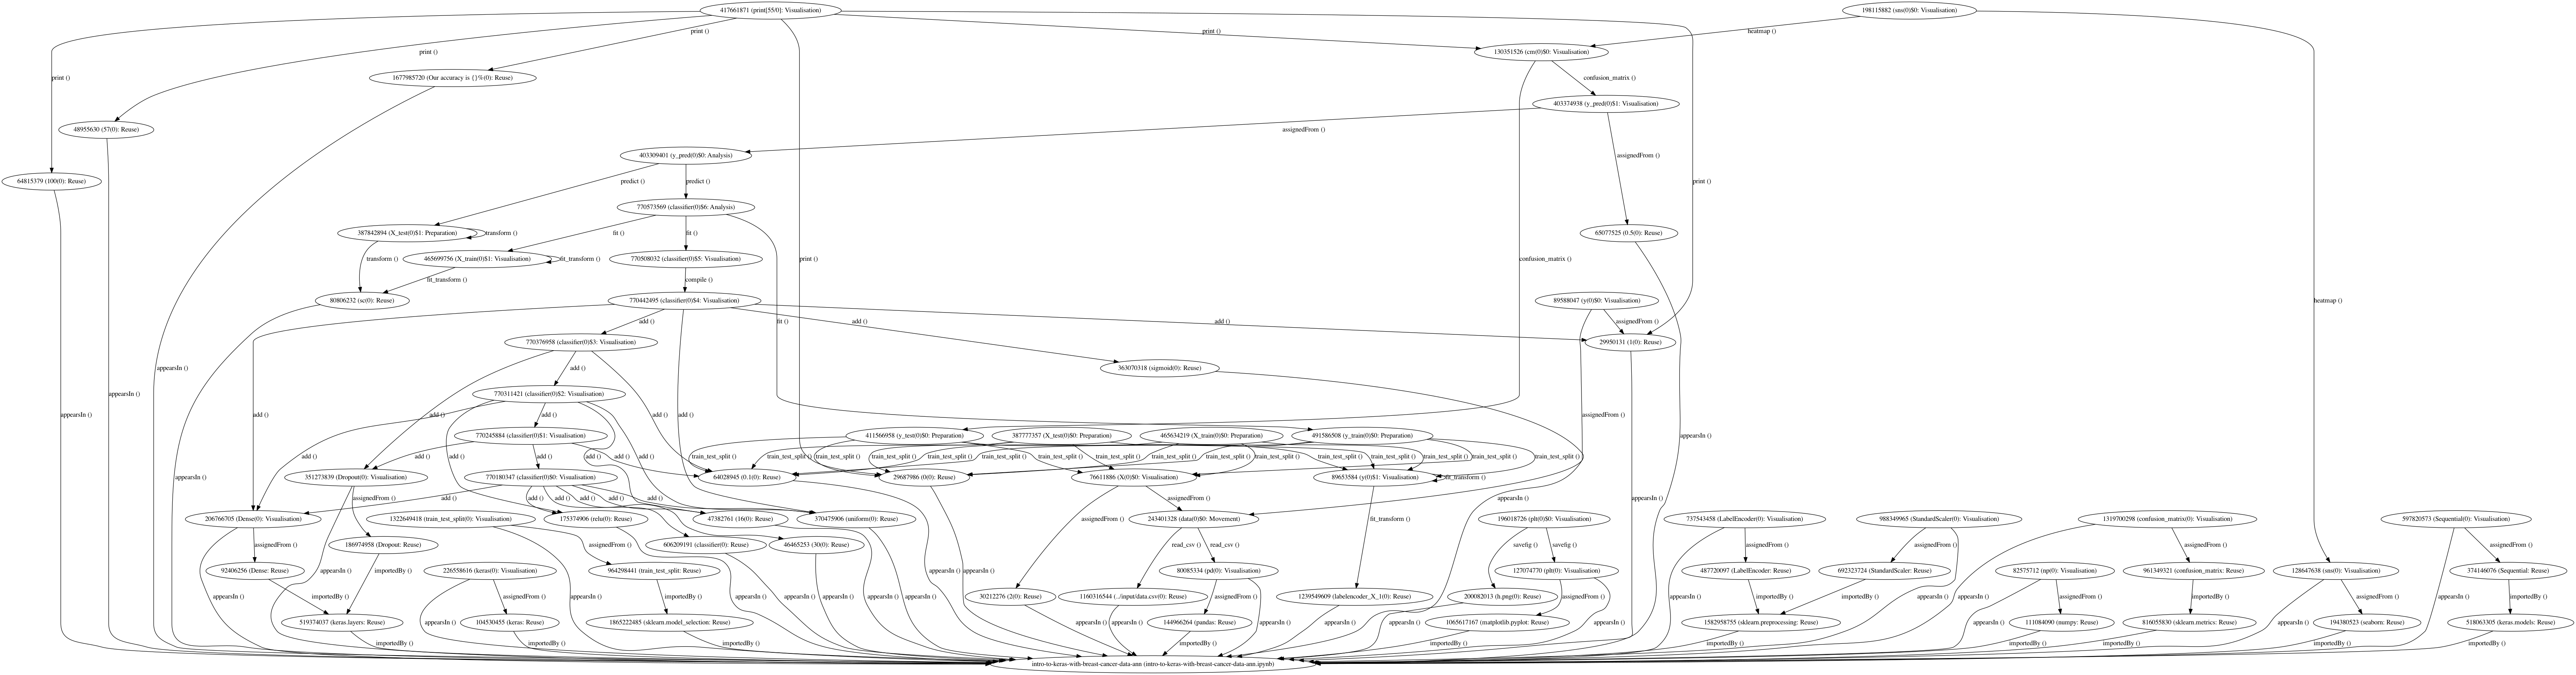 417661871 (print[55/0]: Visualisation)
198115882 (sns(0)$0: Visualisation)
print ()
print ()
heatmap ()
print ()
130351526 (cm(0)$0: Visualisation)
print ()
1677985720 (Our accuracy is {}%(0): Reuse)
confusion_matrix ()
403374938 (y_pred(0)$1: Visualisation)
48955630 (57(0): Reuse)
assignedFrom ()
403309401 (y_pred(0)$0: Analysis)
assignedFrom ()
64815379 (100(0): Reuse)
predict ()
predict ()
print ()
770573569 (classifier(0)$6: Analysis)
387842894 (X_test(0)$1: Preparation)
transform ()
fit ()
fit ()
65077525 (0.5(0): Reuse)
transform ()
465699756 (X_train(0)$1: Visualisation)
fit_transform ()
770508032 (classifier(0)$5: Visualisation)
print ()
confusion_matrix ()
fit_transform ()
compile ()
80806232 (sc(0): Reuse)
770442495 (classifier(0)$4: Visualisation)
89588047 (y(0)$0: Visualisation)
heatmap ()
add ()
add ()
fit ()
add ()
assignedFrom ()
770376958 (classifier(0)$3: Visualisation)
29950131 (1(0): Reuse)
appearsIn ()
add ()
363070318 (sigmoid(0): Reuse)
770311421 (classifier(0)$2: Visualisation)
appearsIn ()
appearsIn ()
add ()
add ()
add ()
add ()
add ()
assignedFrom ()
770245884 (classifier(0)$1: Visualisation)
411566958 (y_test(0)$0: Preparation)
387777357 (X_test(0)$0: Preparation)
465634219 (X_train(0)$0: Preparation)
491586508 (y_train(0)$0: Preparation)
appearsIn ()
add ()
add ()
add ()
add ()
add ()
add ()
add ()
train_test_split ()
train_test_split ()
train_test_split ()
train_test_split ()
train_test_split ()
train_test_split ()
train_test_split ()
train_test_split ()
train_test_split ()
train_test_split ()
train_test_split ()
train_test_split ()
train_test_split ()
appearsIn ()
351273839 (Dropout(0): Visualisation)
770180347 (classifier(0)$0: Visualisation)
64028945 (0.1(0): Reuse)
29687986 (0(0): Reuse)
76611886 (X(0)$0: Visualisation)
89653584 (y(0)$1: Visualisation)
fit_transform ()
add ()
assignedFrom ()
add ()
add ()
add ()
add ()
assignedFrom ()
appearsIn ()
appearsIn ()
206766705 (Dense(0): Visualisation)
1322649418 (train_test_split(0): Visualisation)
175374906 (relu(0): Reuse)
47382761 (16(0): Reuse)
370475906 (uniform(0): Reuse)
assignedFrom ()
243401328 (data(0)$0: Movement)
fit_transform ()
196018726 (plt(0)$0: Visualisation)
737543458 (LabelEncoder(0): Visualisation)
988349965 (StandardScaler(0): Visualisation)
1319700298 (confusion_matrix(0): Visualisation)
597820573 (Sequential(0): Visualisation)
assignedFrom ()
186974958 (Dropout: Reuse)
assignedFrom ()
606209191 (classifier(0): Reuse)
46465253 (30(0): Reuse)
read_csv ()
read_csv ()
savefig ()
savefig ()
assignedFrom ()
assignedFrom ()
assignedFrom ()
assignedFrom ()
92406256 (Dense: Reuse)
appearsIn ()
importedBy ()
226558616 (keras(0): Visualisation)
appearsIn ()
964298441 (train_test_split: Reuse)
appearsIn ()
80085334 (pd(0): Visualisation)
127074770 (plt(0): Visualisation)
487720097 (LabelEncoder: Reuse)
692323724 (StandardScaler: Reuse)
82575712 (np(0): Visualisation)
961349321 (confusion_matrix: Reuse)
128647638 (sns(0): Visualisation)
374146076 (Sequential: Reuse)
appearsIn ()
importedBy ()
assignedFrom ()
importedBy ()
appearsIn ()
appearsIn ()
appearsIn ()
appearsIn ()
appearsIn ()
30212276 (2(0): Reuse)
1160316544 (../input/data.csv(0): Reuse)
assignedFrom ()
1239549609 (labelencoder_X_1(0): Reuse)
200082013 (h.png(0): Reuse)
assignedFrom ()
appearsIn ()
importedBy ()
importedBy ()
appearsIn ()
assignedFrom ()
appearsIn ()
importedBy ()
assignedFrom ()
appearsIn ()
importedBy ()
519374037 (keras.layers: Reuse)
appearsIn ()
104530455 (keras: Reuse)
1865222485 (sklearn.model_selection: Reuse)
appearsIn ()
appearsIn ()
144966264 (pandas: Reuse)
appearsIn ()
appearsIn ()
appearsIn ()
1065617167 (matplotlib.pyplot: Reuse)
appearsIn ()
1582958755 (sklearn.preprocessing: Reuse)
appearsIn ()
111084090 (numpy: Reuse)
816055830 (sklearn.metrics: Reuse)
appearsIn ()
194380523 (seaborn: Reuse)
518063305 (keras.models: Reuse)
importedBy ()
importedBy ()
importedBy ()
importedBy ()
importedBy ()
importedBy ()
importedBy ()
importedBy ()
importedBy ()
importedBy ()
intro-to-keras-with-breast-cancer-data-ann (intro-to-keras-with-breast-cancer-data-ann.ipynb)